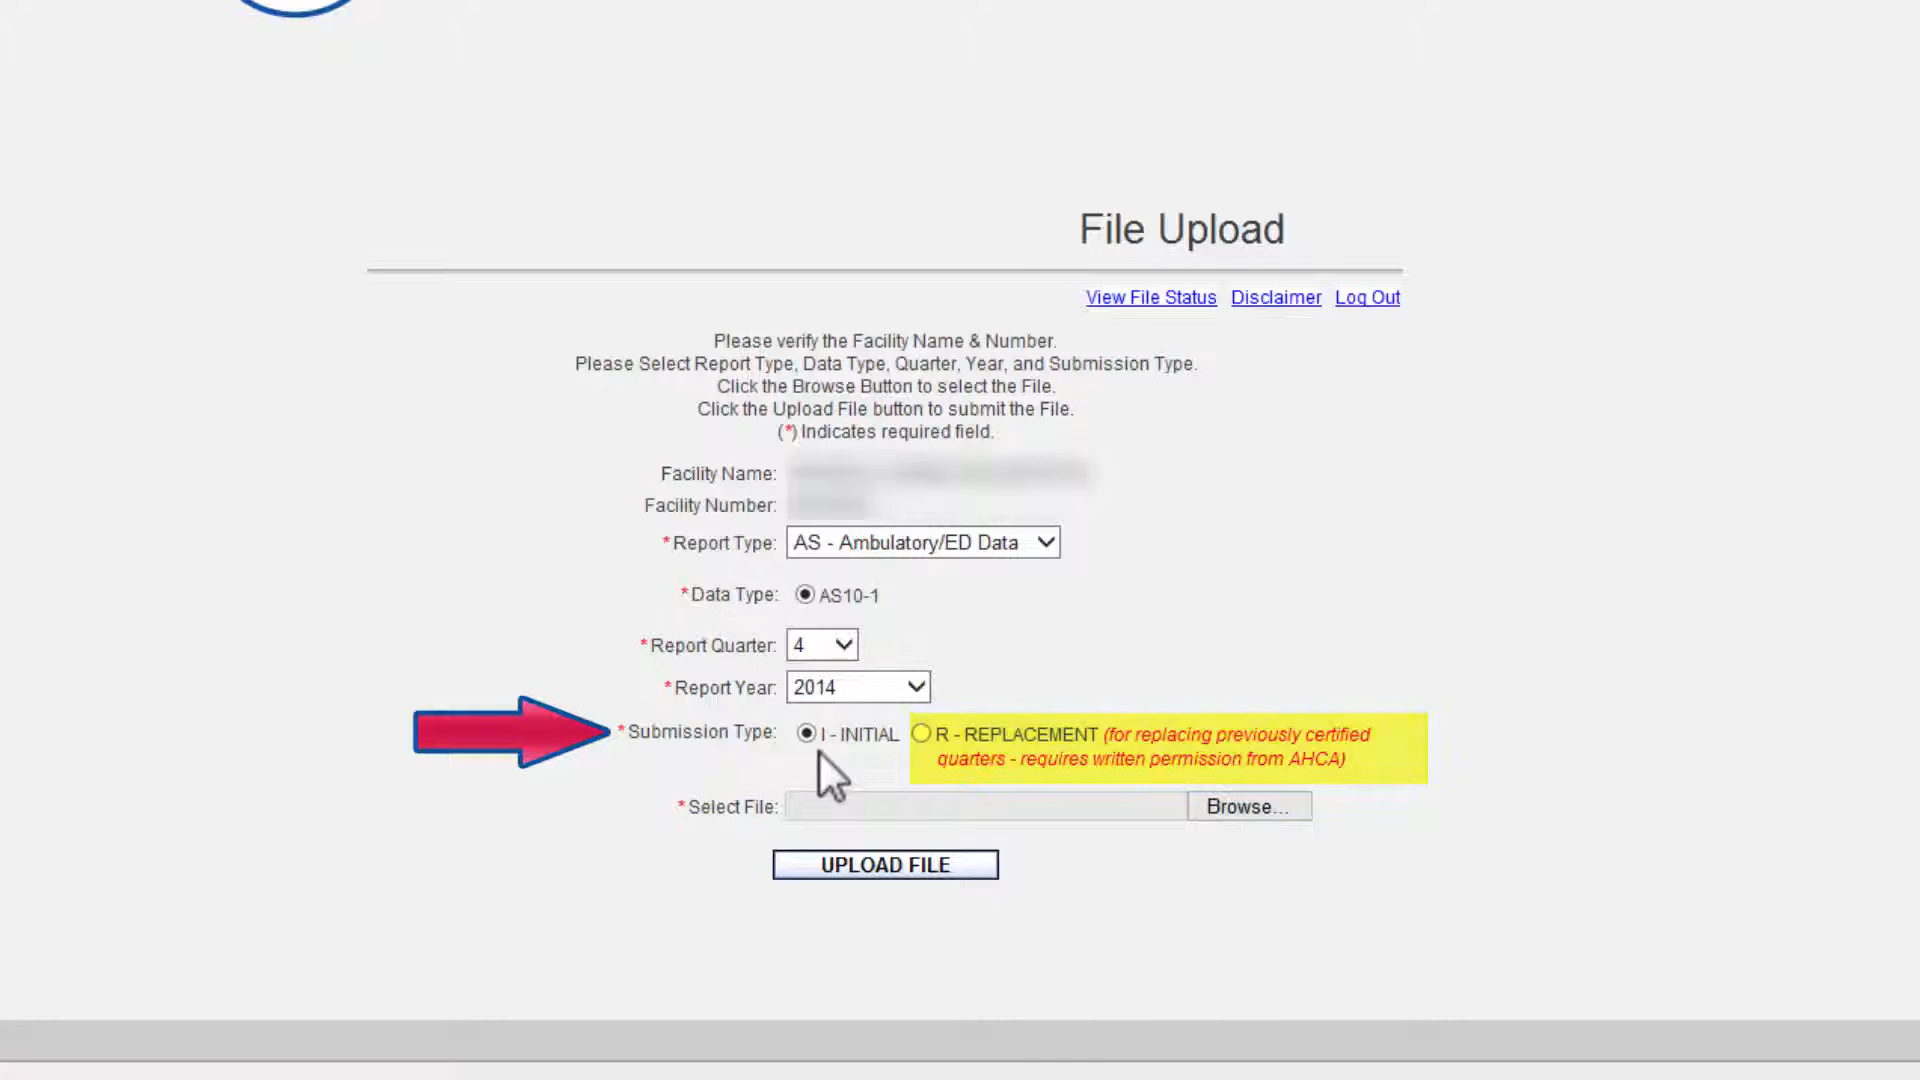 File Upload
View File Status Disclaimer Log Out
Please verify the Facility Name & Number.
Please Select Report Type, Data Type, Quarter, Year, and Submission Type.
Click the Browse Button to select the File.
Click the Upload File button to submit the File.
(*) Indicates required field.
Facility Name:
Facility Number:
*Report Type: AS - Ambulatory/ED Data
*Data Type: AS10-1
*Report Quarter: 4
*Report Year: 2014
*Submission Type: I - INITIAL R - REPLACEMENT (for replacing previously certified
quarters - requires written permission from AHCA)
*Select File: Browse...
UPLOAD FILE